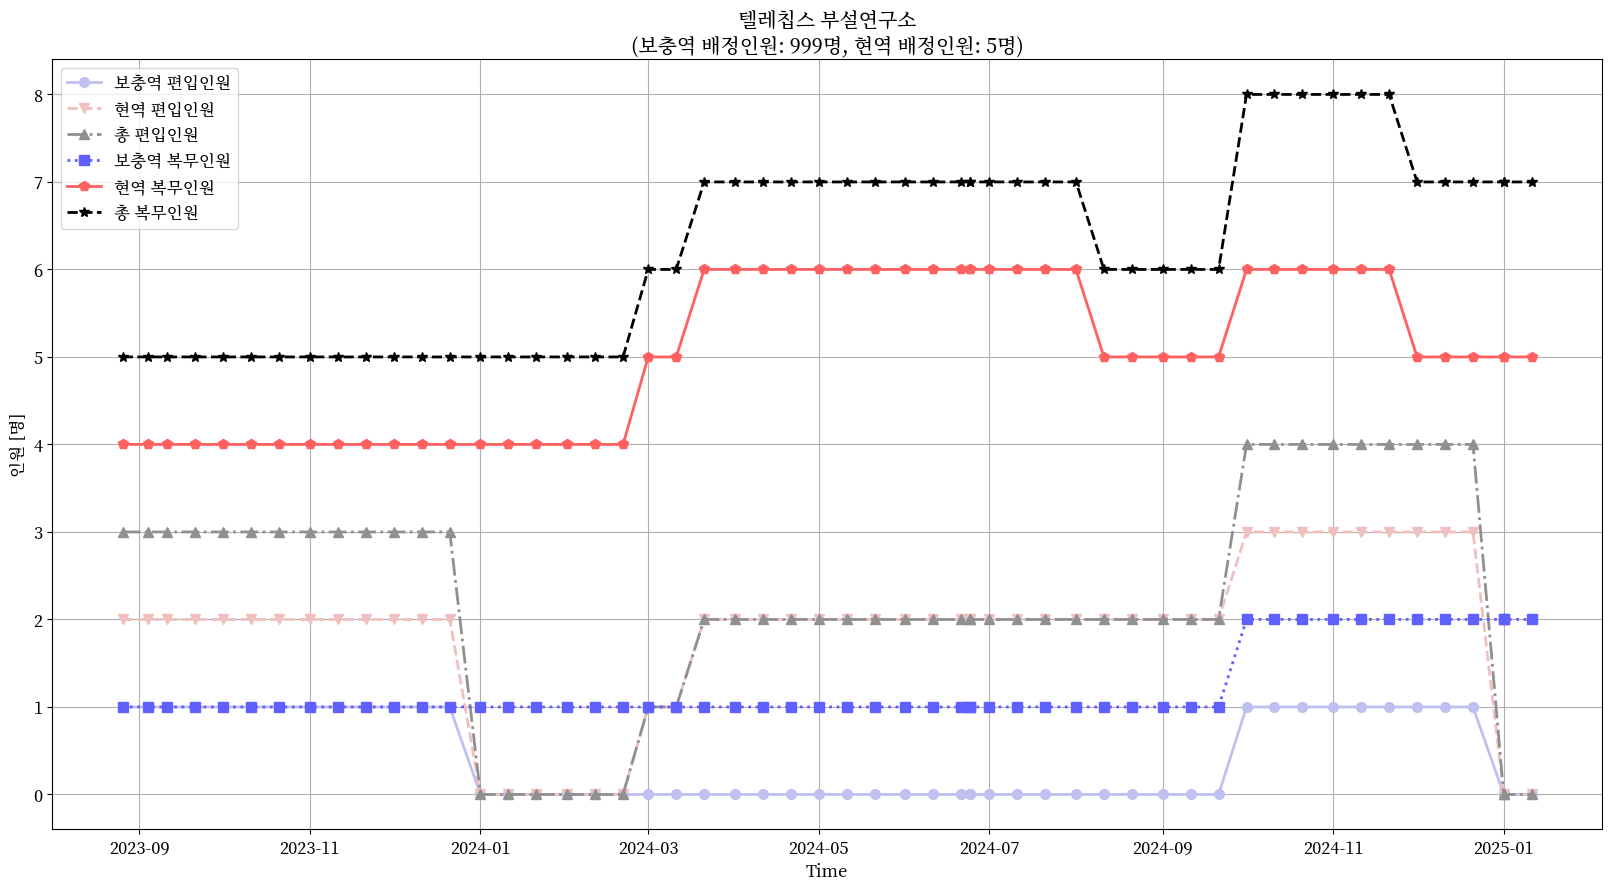 텔레칩스 부설연구소
(보충역 배정인원: 999명, 현역 배정인원: 5명)
보충역 편입인원
현역 편입인원
총 편입인원
보충역 복무인원
현역 복무인원
총 복무인원
인원 [명]
8
7
6
5
4
3
2
1
0
2023-09
2023-11
2024-01
2024-03
2024-05
2024-07
2024-09
2024-11
2025-01
Time